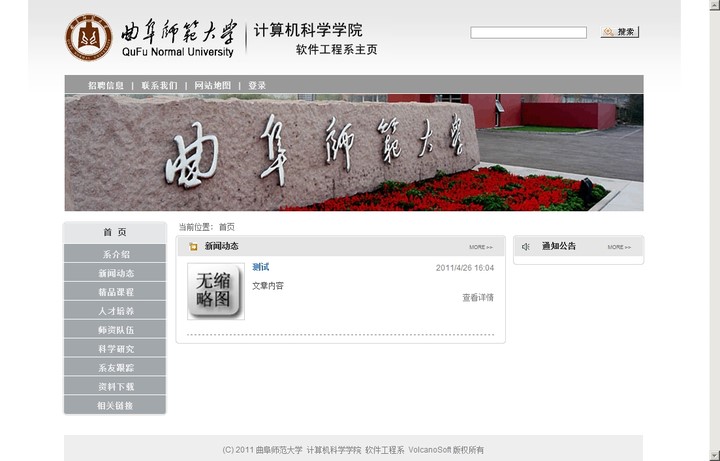 曲阜师范大学
QuFu Normal University
计算机科学学院
软件工程系主页
搜索
招聘信息 | 联系我们 | 网站地图 | 登录
曲阜师范大学
首 页
系介绍
新闻动态
精品课程
人才培养
师资队伍
科学研究
系友跟踪
资料下载
相关链接
当前位置: 首页
新闻动态
MORE >>
无缩略图
测试
2011/4/26 16:04
文章内容
查看详情
通知公告
MORE >>
(C) 2011 曲阜师范大学 计算机科学学院 软件工程系 VolcanoSoft 版权所有